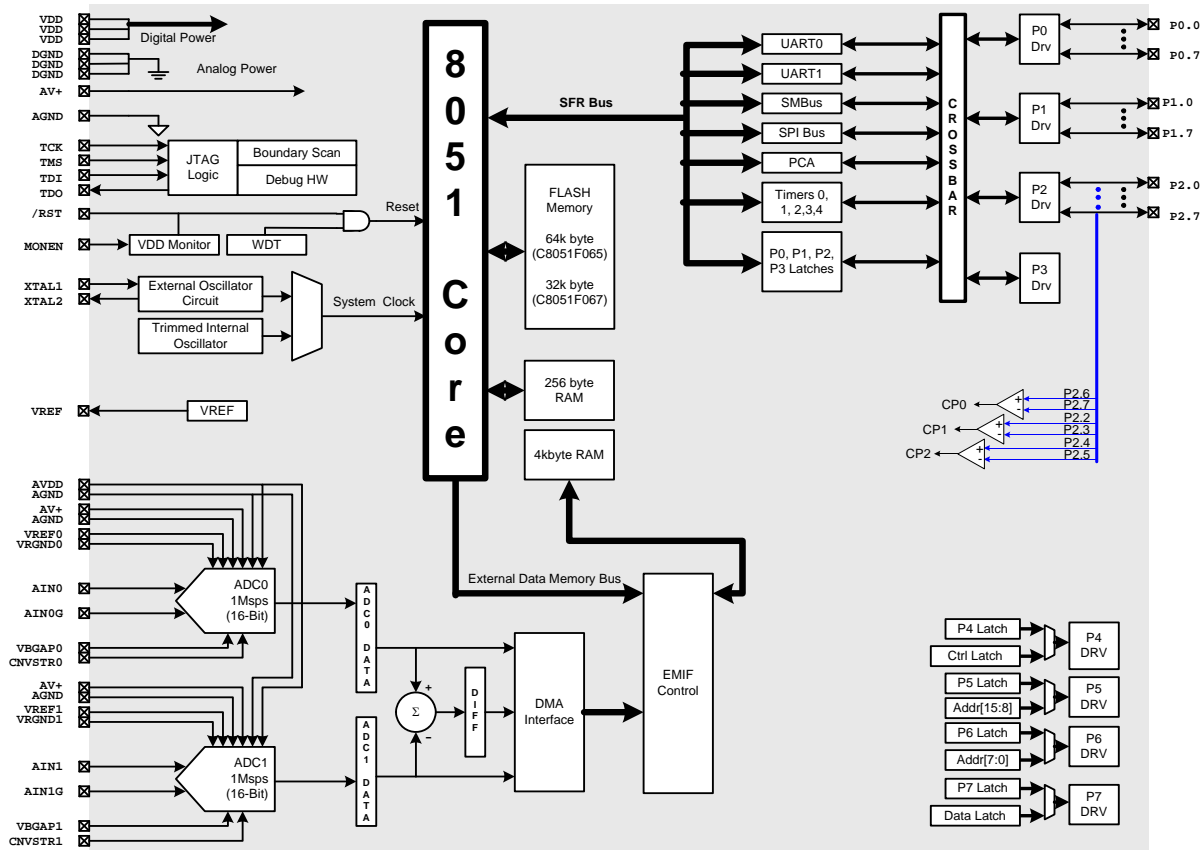 VDD
VDD
VDD
Digital Power
DGND
DGND
DGND
Analog Power
AV+
AGND
TCK
TMS
TDI
TDO
JTAG
Logic
Boundary Scan
Debug HW
/RST
Reset
MONEN
VDD Monitor
WDT
XTAL1
XTAL2
External Oscillator
Circuit
System Clock
Trimmed Internal
Oscillator
VREF
VREF
8
0
5
1
C
o
r
e
SFR Bus
FLASH
Memory
64k byte
(C8051F065)
32k byte
(C8051F067)
256 byte
RAM
4kbyte RAM
UART0
UART1
SMBus
SPI Bus
PCA
Timers 0,
1, 2,3,4
P0, P1, P2,
P3 Latches
C
R
O
S
S
B
A
R
P0
Drv
P1
Drv
P2
Drv
P3
Drv
P0.0
P0.7
P1.0
P1.7
P2.0
P2.7
CP0
+
-
P2.6
P2.7
CP1
+
-
P2.2
P2.3
CP2
+
-
P2.4
P2.5
AVDD
AGND
AV+
AGND
VREF0
VRGND0
AIN0
AIN0G
VBGAP0
CNVSTR0
ADC0
1Msps
(16-Bit)
AV+
AGND
VREF1
VRGND1
AIN1
AIN1G
VBGAP1
CNVSTR1
ADC1
1Msps
(16-Bit)
A
D
C
0
D
A
T
A
A
D
C
1
D
A
T
A
+
Σ
−
D
I
F
F
DMA
Interface
External Data Memory Bus
EMIF
Control
P4 Latch
Ctrl Latch
P4
DRV
P5 Latch
Addr[15:8]
P5
DRV
P6 Latch
Addr[7:0]
P6
DRV
P7 Latch
Data Latch
P7
DRV